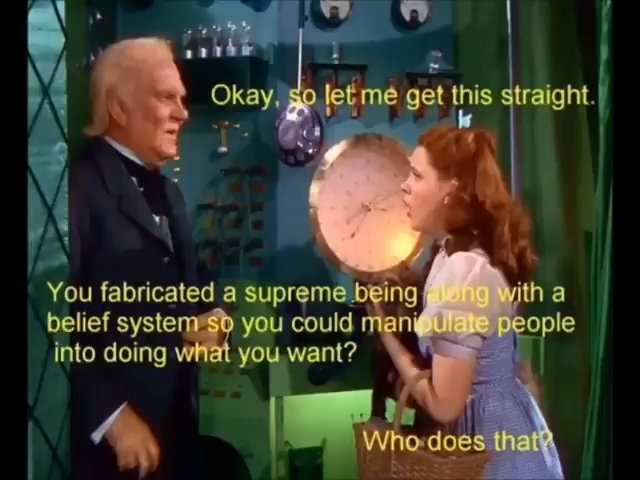 Okay, so let me get this straight.
You fabricated a supreme being along with a
belief system so you could manipulate people
into doing what you want?
Who does that?